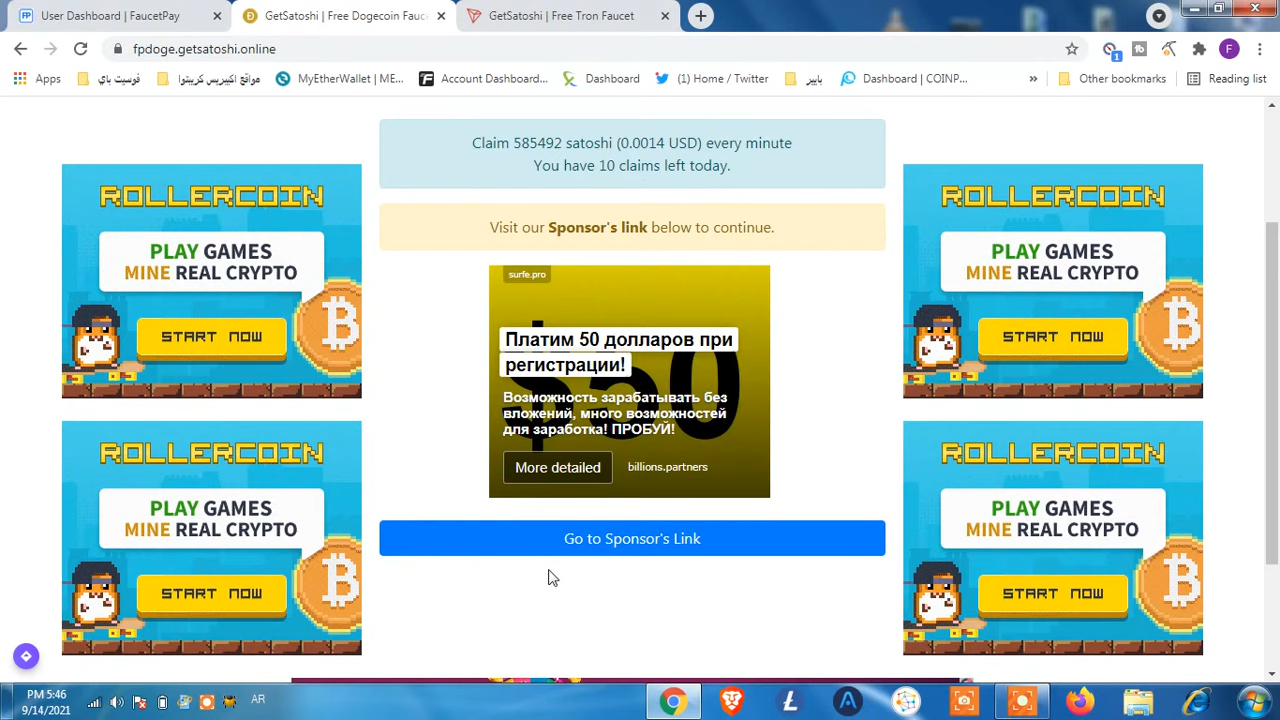 User Dashboard | FaucetPay
GetSatoshi | Free Dogecoin Fauc
GetSatoshi | Free Tron Faucet
fpdoge.getsatoshi.online
1
F
Apps
فوسيت باي
مواقع اكبيريس كريبتوا
MyEtherWallet | ME...
Account Dashboard...
Dashboard
(1) Home / Twitter
بايير
Dashboard | COINP...
»
Other bookmarks
Reading list
Claim 585492 satoshi (0.0014 USD) every minute
You have 10 claims left today.
Visit our Sponsor's link below to continue.
ROLLERCOIN
PLAY GAMES
MINE REAL CRYPTO
START NOW
ROLLERCOIN
PLAY GAMES
MINE REAL CRYPTO
START NOW
surfe.pro
$50
Платим 50 долларов при
регистрации!
Возможность зарабатывать без
вложений, много возможностей
для заработка! ПРОБУЙ!
More detailed
billions.partners
Go to Sponsor's Link
ROLLERCOIN
PLAY GAMES
MINE REAL CRYPTO
START NOW
ROLLERCOIN
PLAY GAMES
MINE REAL CRYPTO
START NOW
PM 5:46
9/14/2021
AR